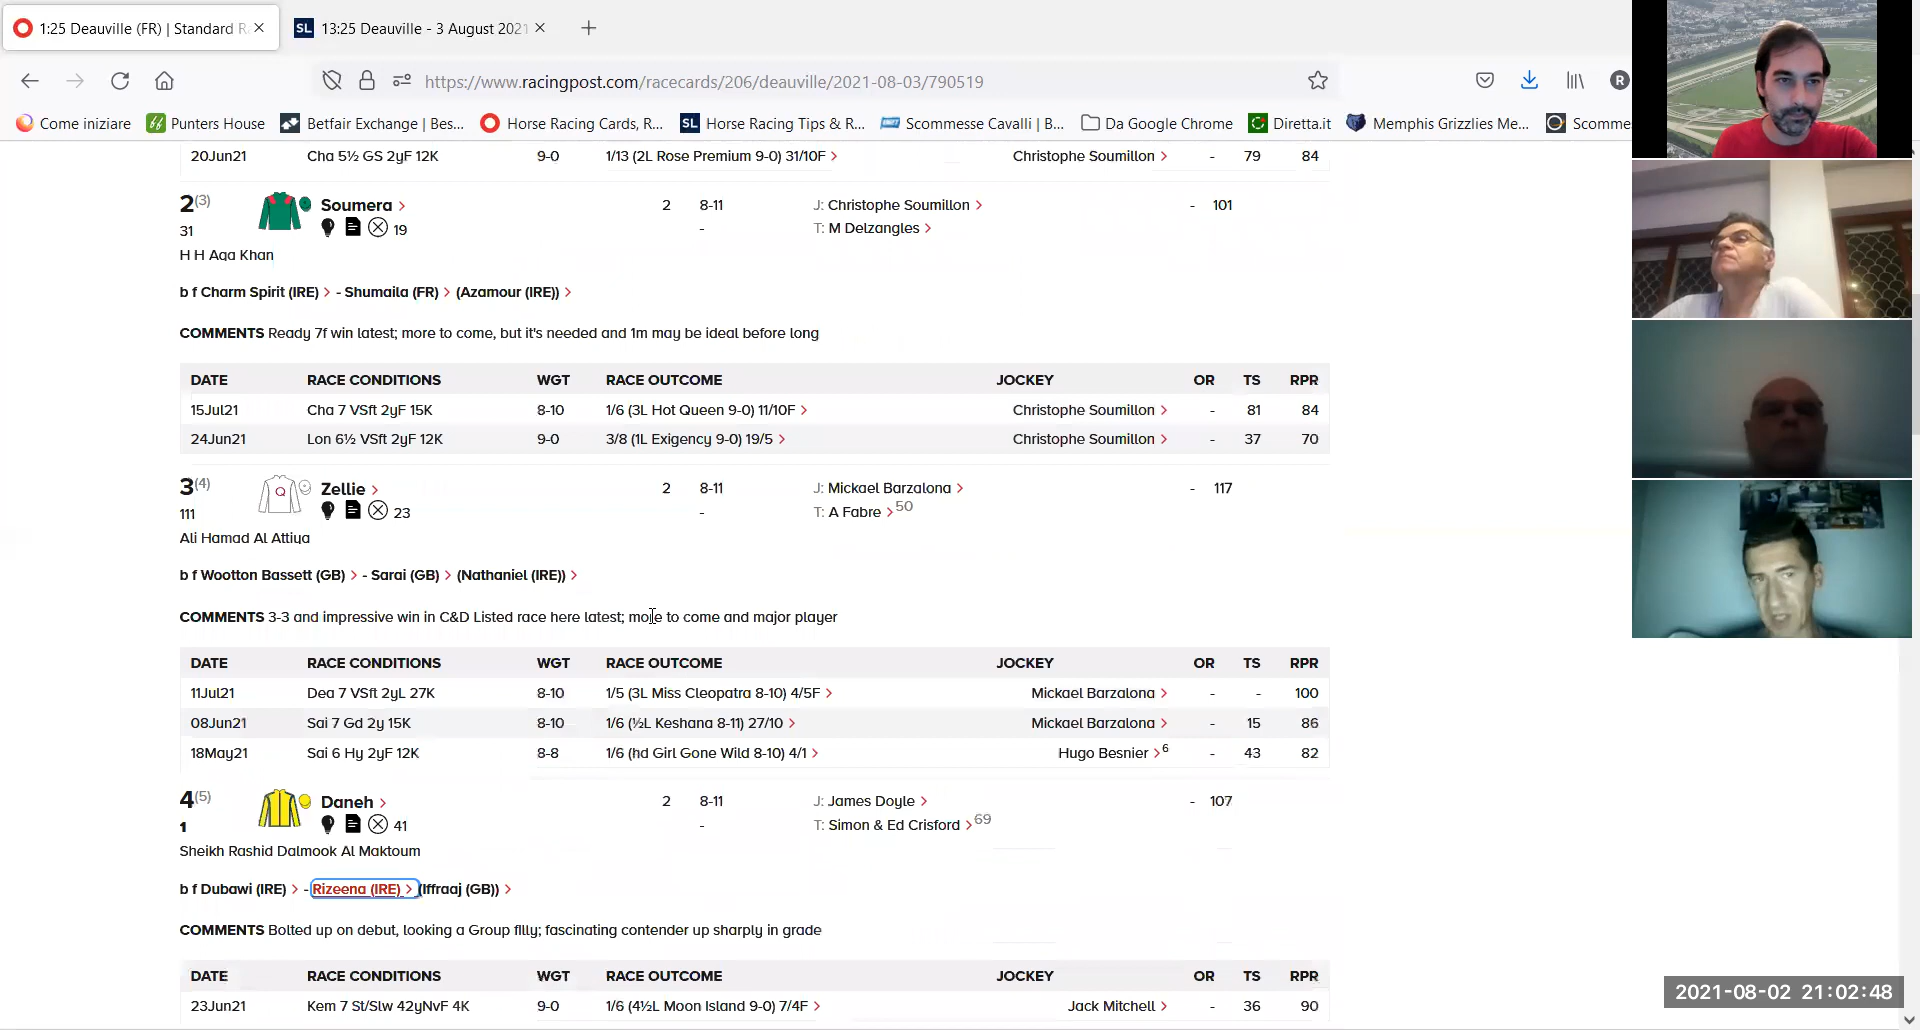 1:25 Deauville (FR) | Standard R
SL 13:25 Deauville - 3 August 2021
https://www.racingpost.com/racecards/206/deauville/2021-08-03/790519
R
Come iniziare Punters House Betfair Exchange | Bes... Horse Racing Cards, R... SL Horse Racing Tips & R... Scommesse Cavalli | B... Da Google Chrome Diretta.it Memphis Grizzlies Me... Scomme
20Jun21 Cha 5½ GS 2yF 12K 9-0 1/13 (2L Rose Premium 9-0) 31/10F Christophe Soumillon - 79 84
2(3) Soumera 2 8-11 J: Christophe Soumillon - 101
31 19 - T: M Delzangles
H H Aga Khan
b f Charm Spirit (IRE) - Shumaila (FR) (Azamour (IRE))
COMMENTS Ready 7f win latest; more to come, but it's needed and 1m may be ideal before long
DATE RACE CONDITIONS WGT RACE OUTCOME JOCKEY OR TS RPR
15Jul21 Cha 7 VSft 2yF 15K 8-10 1/6 (3L Hot Queen 9-0) 11/10F Christophe Soumillon - 81 84
24Jun21 Lon 6½ VSft 2yF 12K 9-0 3/8 (1L Exigency 9-0) 19/5 Christophe Soumillon - 37 70
3(4) Zellie 2 8-11 J: Mickael Barzalona - 117
111 23 - T: A Fabre 50
Ali Hamad Al Attiya
b f Wootton Bassett (GB) - Sarai (GB) (Nathaniel (IRE))
COMMENTS 3-3 and impressive win in C&D Listed race here latest; more to come and major player
DATE RACE CONDITIONS WGT RACE OUTCOME JOCKEY OR TS RPR
11Jul21 Dea 7 VSft 2yL 27K 8-10 1/5 (3L Miss Cleopatra 8-10) 4/5F Mickael Barzalona - - 100
08Jun21 Sai 7 Gd 2y 15K 8-10 1/6 (½L Keshana 8-11) 27/10 Mickael Barzalona - 15 86
18May21 Sai 6 Hy 2yF 12K 8-8 1/6 (hd Girl Gone Wild 8-10) 4/1 Hugo Besnier 6 - 43 82
4(5) Daneh 2 8-11 J: James Doyle - 107
1 41 - T: Simon & Ed Crisford 69
Sheikh Rashid Dalmook Al Maktoum
b f Dubawi (IRE) - Rizeena (IRE) (Iffraaj (GB))
COMMENTS Bolted up on debut, looking a Group filly; fascinating contender up sharply in grade
DATE RACE CONDITIONS WGT RACE OUTCOME JOCKEY OR TS RPR
23Jun21 Kem 7 St/Slw 42yNvF 4K 9-0 1/6 (4½L Moon Island 9-0) 7/4F Jack Mitchell - 36 90
2021-08-02 21:02:48